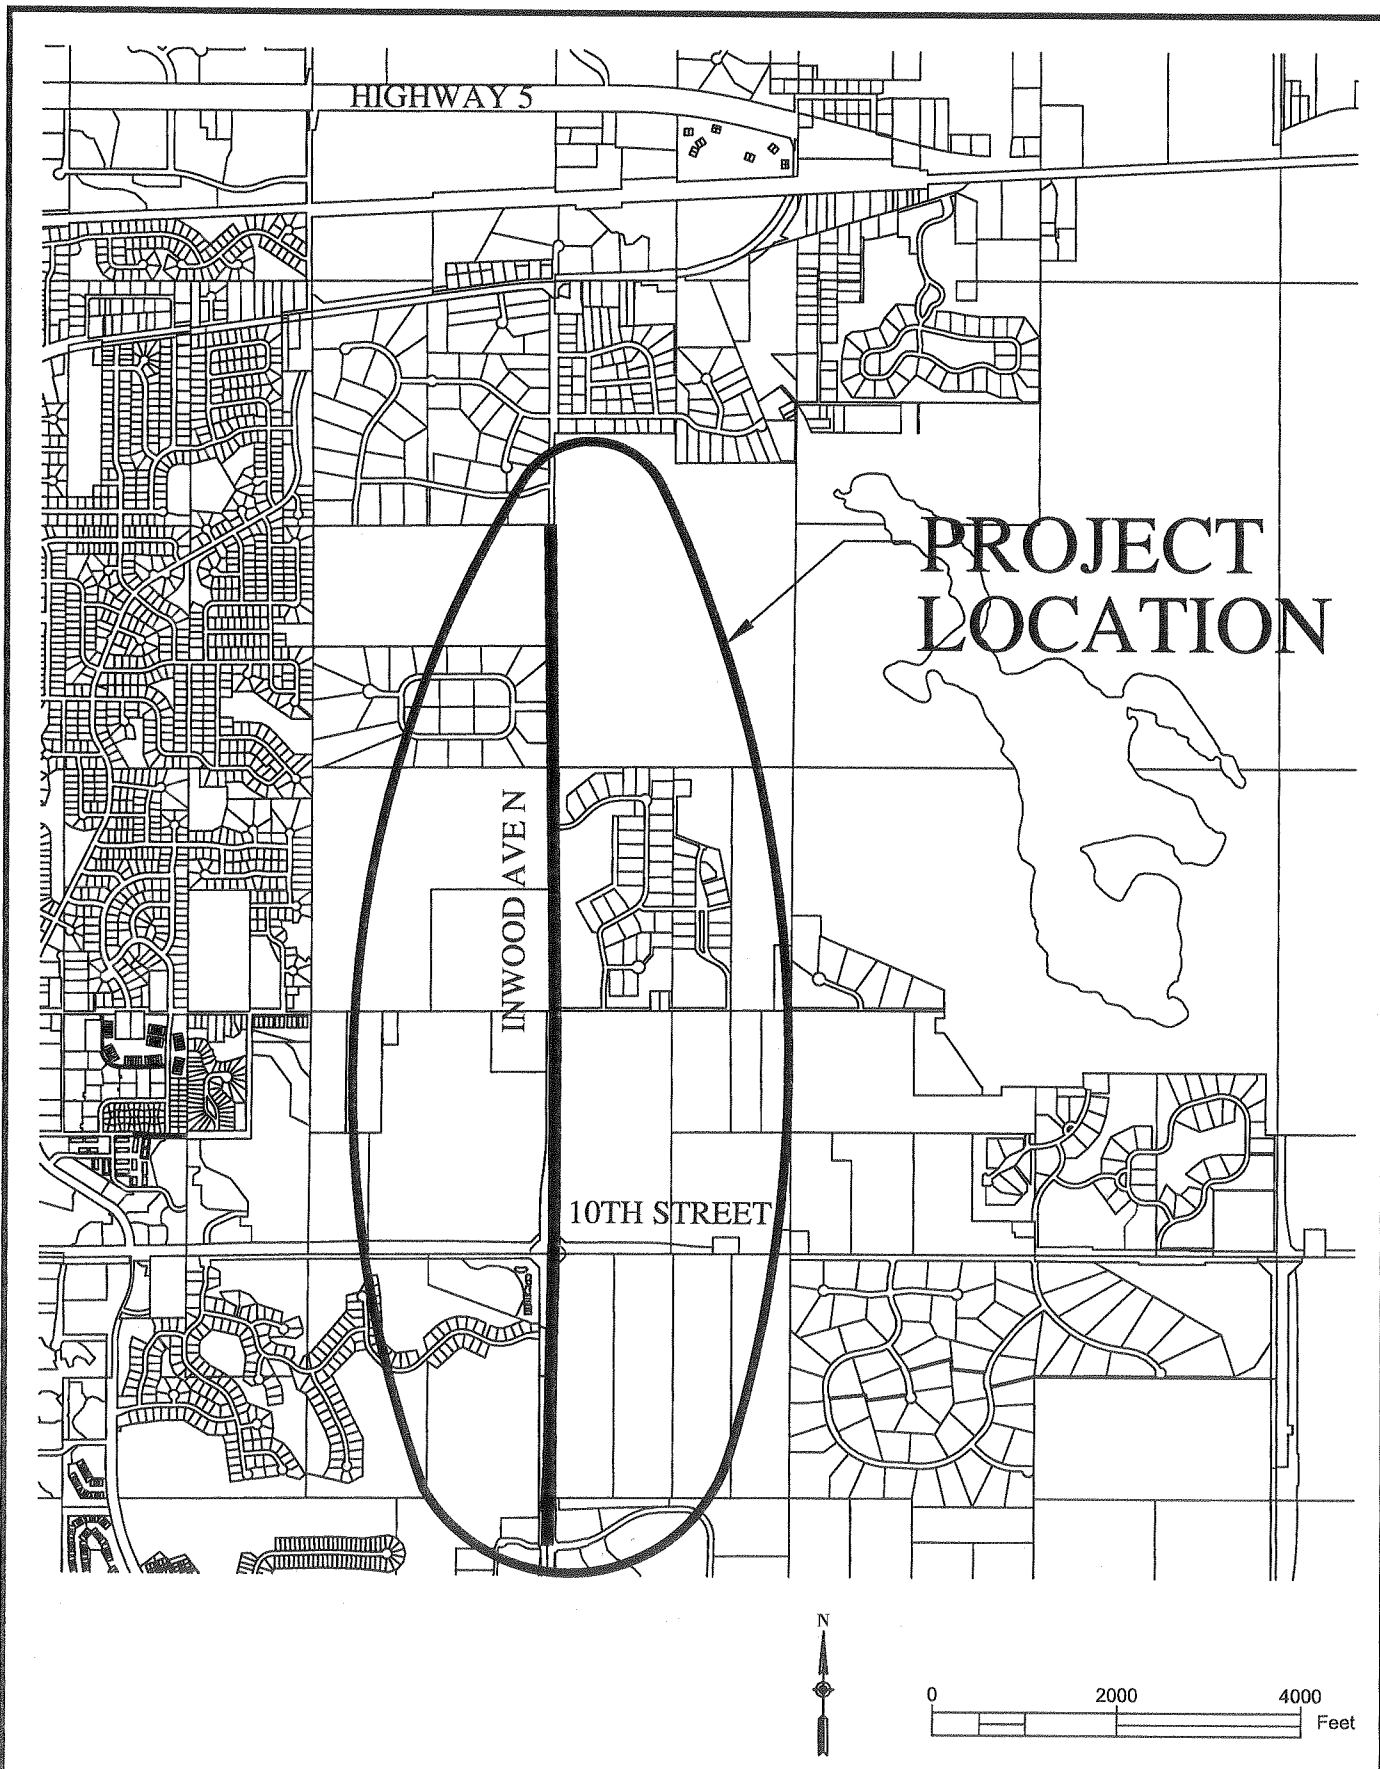 HIGHWAY 5
PROJECT
LOCATION
INWOOD AVE N
10TH STREET
N
0 2000 4000
Feet